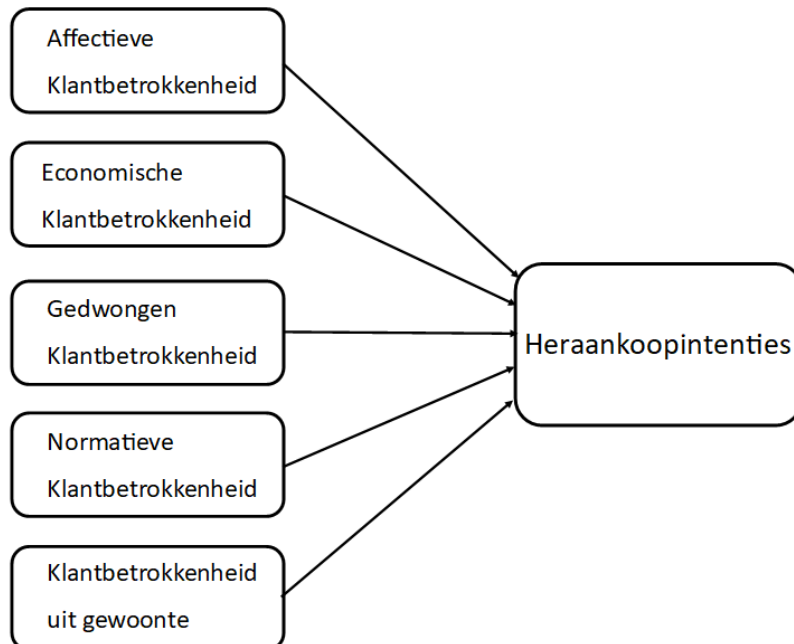 Affectieve
Klantbetrokkenheid
Economische
Klantbetrokkenheid
Gedwongen
Klantbetrokkenheid
Normatieve
Klantbetrokkenheid
Klantbetrokkenheid
uit gewoonte
Heraankoopintenties